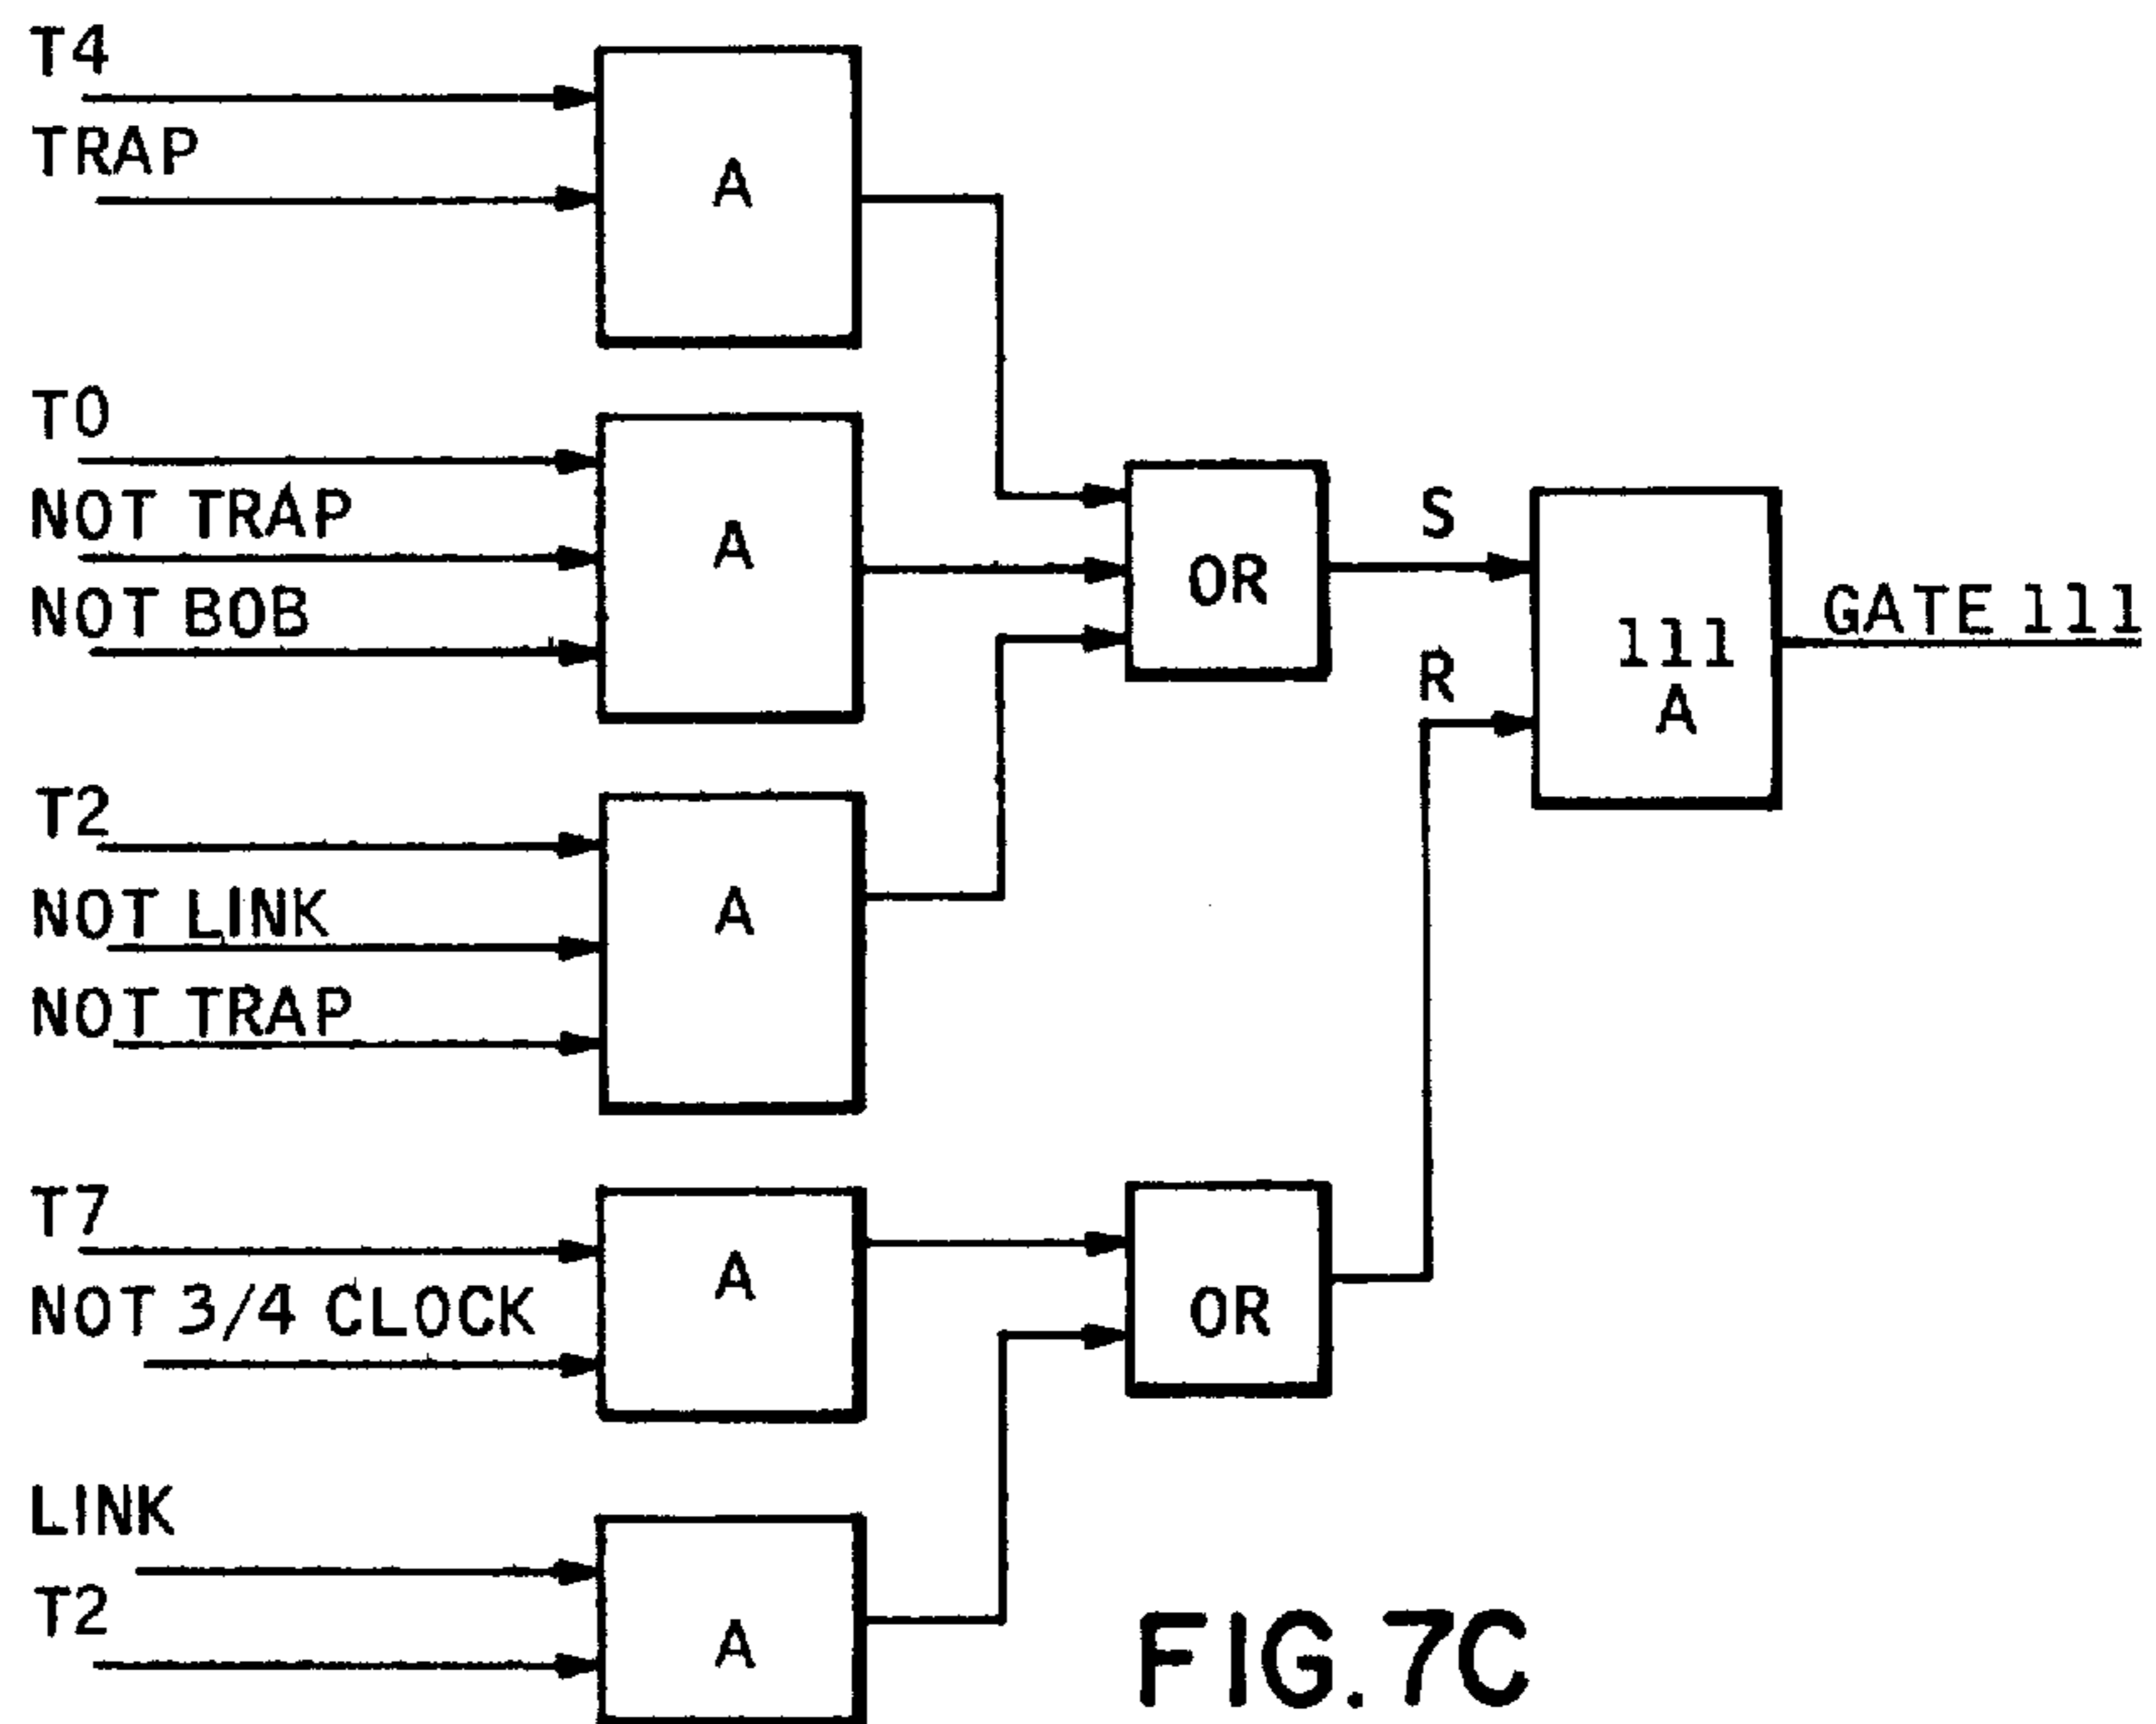 T4
TRAP
A
T0
NOT TRAP
NOT BOB
A
T2
NOT LINK
NOT TRAP
A
OR
S
R
111
A
GATE 111
T7
NOT 3/4 CLOCK
A
OR
LINK
T2
A
FIG.7C